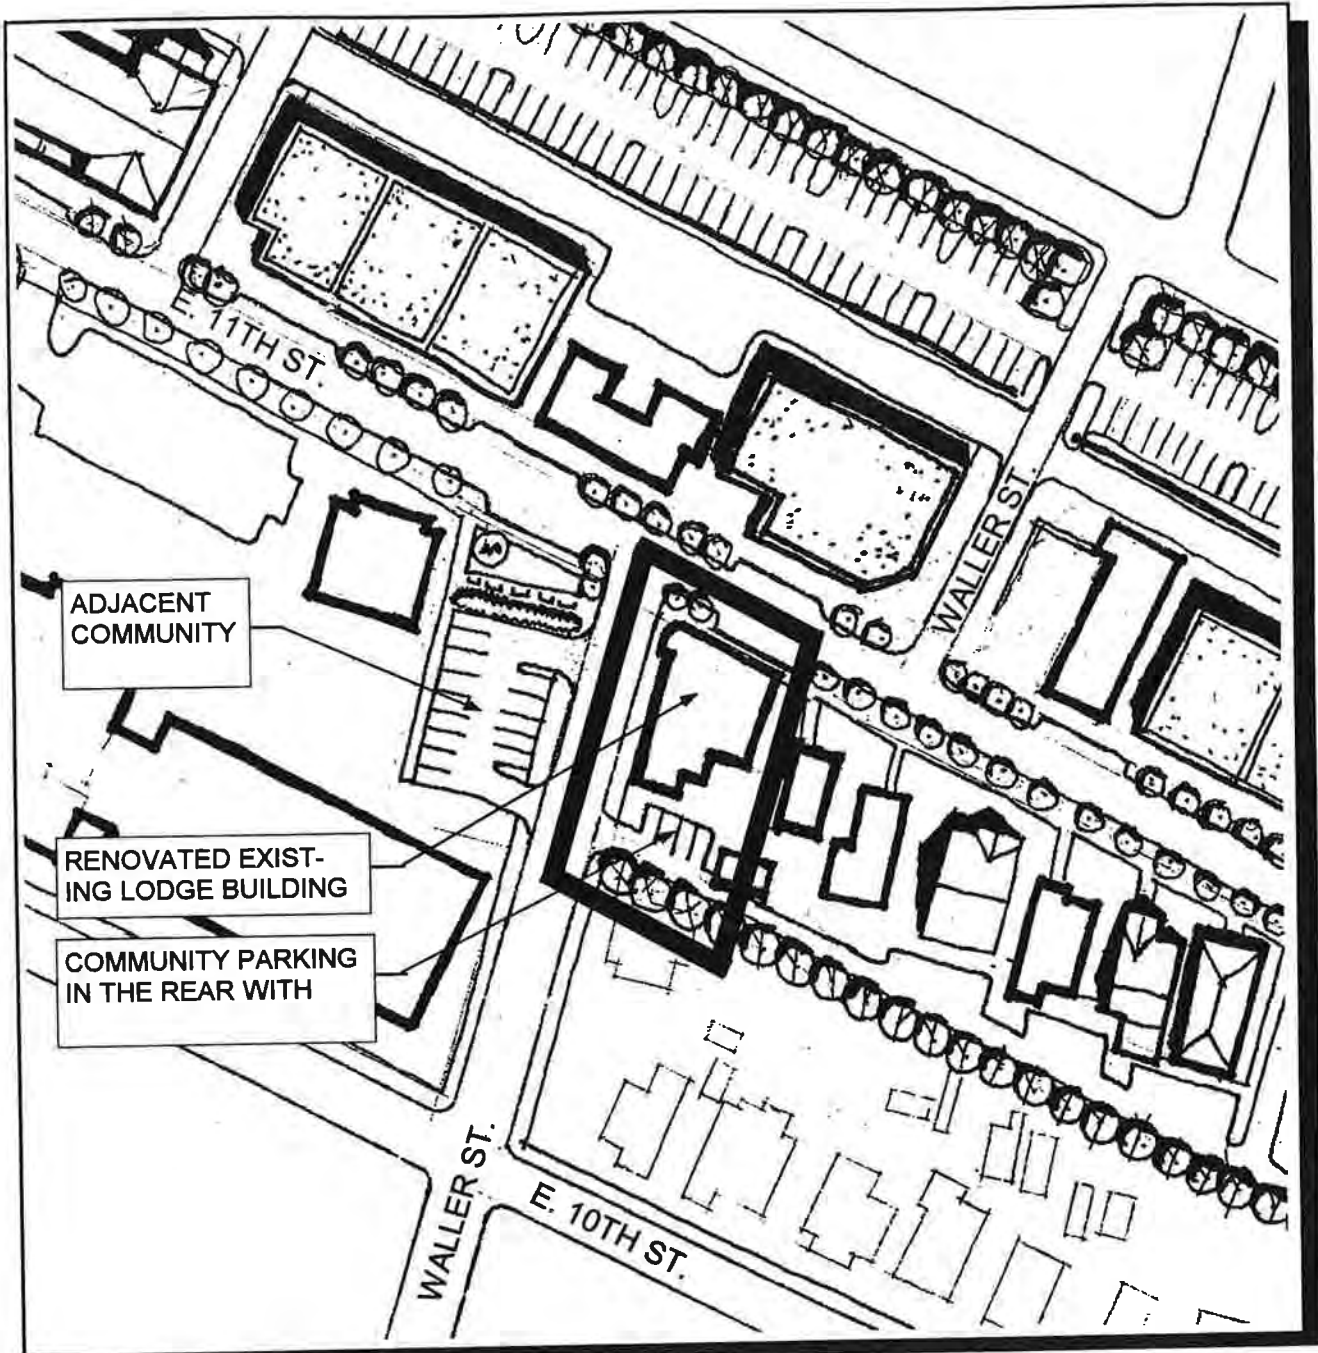 E. 11TH ST.
WALLER ST.
ADJACENT
COMMUNITY
RENOVATED EXIST-
ING LODGE BUILDING
COMMUNITY PARKING
IN THE REAR WITH
WALLER ST.
E. 10TH ST.